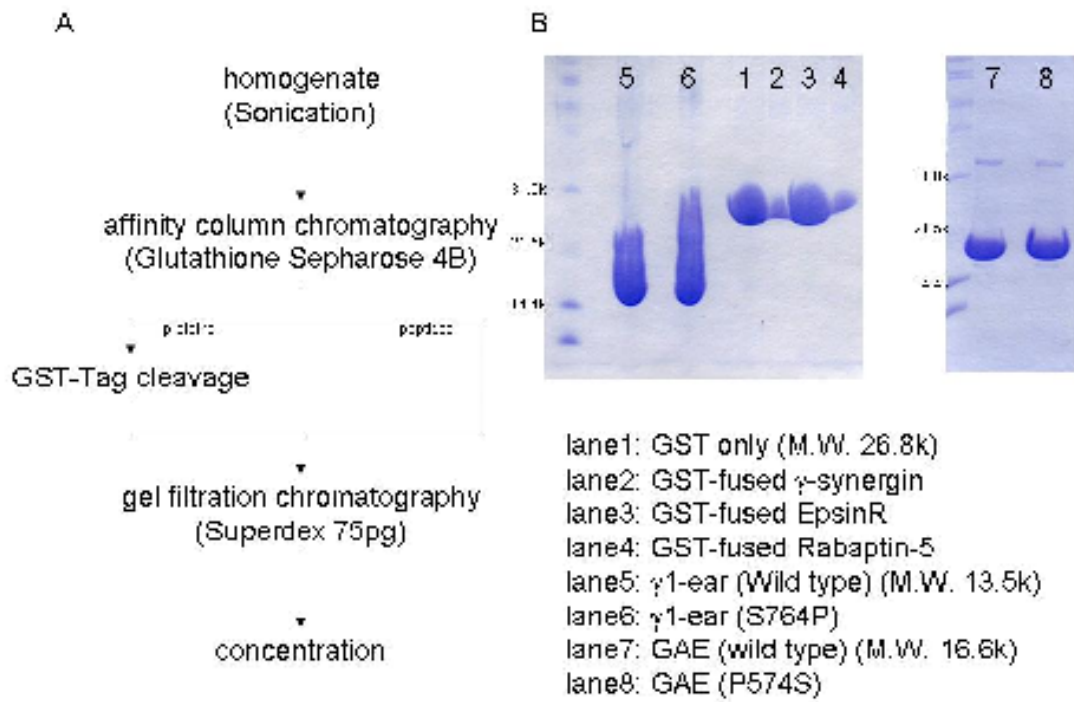 A
homogenate
(Sonication)
affinity column chromatography
(Glutathione Sepharose 4B)
proteins
peptides
GST-Tag cleavage
gel filtration chromatography
(Superdex 75pg)
concentration
B
5 6 1 2 3 4
7 8
lane1: GST only (M.W. 26.8k)
lane2: GST-fused γ-synergin
lane3: GST-fused EpsinR
lane4: GST-fused Rabaptin-5
lane5: γ1-ear (Wild type) (M.W. 13.5k)
lane6: γ1-ear (S764P)
lane7: GAE (wild type) (M.W. 16.6k)
lane8: GAE (P574S)